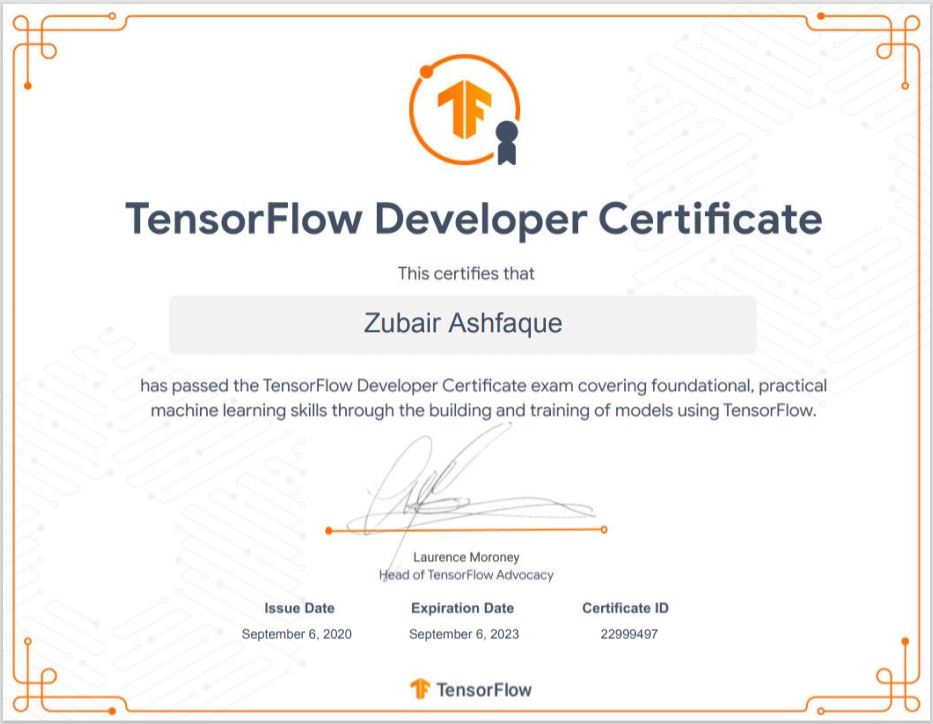 TensorFlow Developer Certificate
This certifies that
Zubair Ashfaque
has passed the TensorFlow Developer Certificate exam covering foundational, practical
machine learning skills through the building and training of models using TensorFlow.
Laurence Moroney
Head of TensorFlow Advocacy
Issue Date Expiration Date Certificate ID
September 6, 2020 September 6, 2023 22999497
TensorFlow